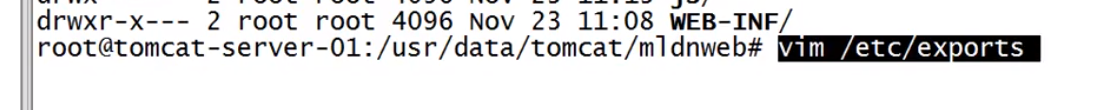 drwxr-x--- 2 root root 4096 Nov 23 11:08 WEB-INF/
root@tomcat-server-01:/usr/data/tomcat/mldnweb# vim /etc/exports